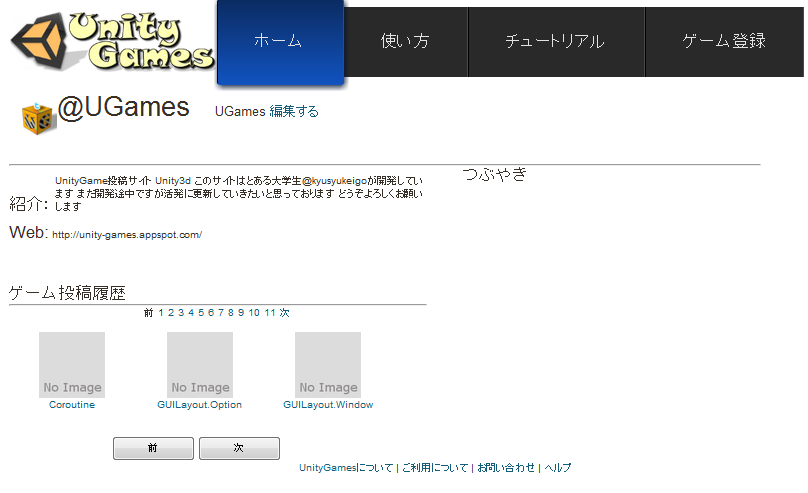 Unity Games
ホーム
使い方
チュートリアル
ゲーム登録
@UGames
UGames 編集する
つぶやき
紹介:
UnityGame投稿サイト Unity3d このサイトはとある大学生@kyusyukeigoが開発してい
ます まだ開発途中ですが活発に更新していきたいと思っております どうぞよろしくお願い
します
Web: http://unity-games.appspot.com/
ゲーム投稿履歴
前 1 2 3 4 5 6 7 8 9 10 11 次
No Image
No Image
No Image
Coroutine
GUILayout.Option
GUILayout.Window
前
次
UnityGamesについて | ご利用について | お問い合わせ | ヘルプ